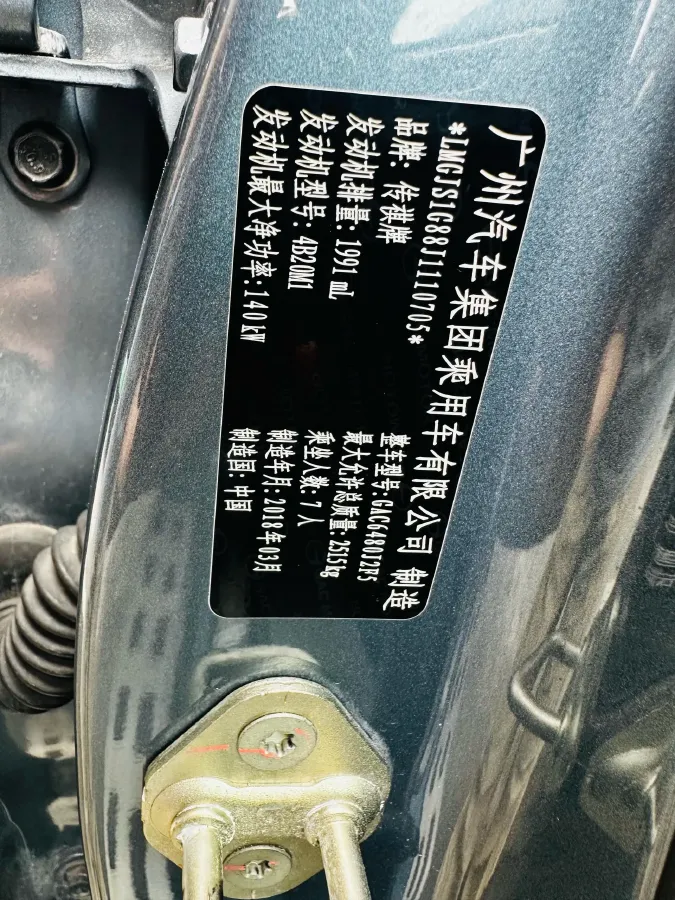 广州汽车集团乘用车有限公司 制造
*LMGJS1G88J1110705*
品牌: 传祺牌 整车型号:GAC6480J2F5
发动机排量: 1991 mL 最大允许总质量: 2515kg
发动机型号: 4B20M1 乘坐人数: 7 人
发动机最大净功率:140kW 制造年月: 2018年03月
制造国: 中国